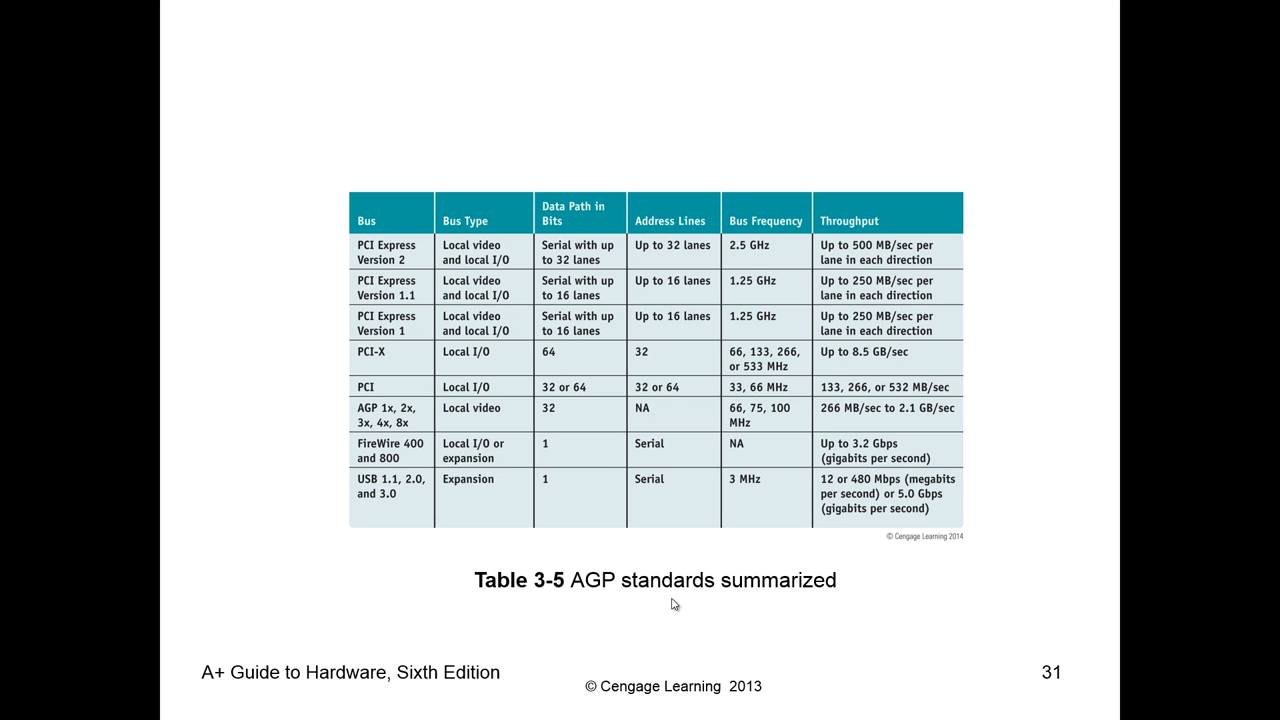 Bus Bus Type Data Path in Bits Address Lines Bus Frequency Throughput
PCI Express Version 2 Local video and local I/O Serial with up to 32 lanes Up to 32 lanes 2.5 GHz Up to 500 MB/sec per lane in each direction
PCI Express Version 1.1 Local video and local I/O Serial with up to 16 lanes Up to 16 lanes 1.25 GHz Up to 250 MB/sec per lane in each direction
PCI Express Version 1 Local video and local I/O Serial with up to 16 lanes Up to 16 lanes 1.25 GHz Up to 250 MB/sec per lane in each direction
PCI-X Local I/O 64 32 66, 133, 266, or 533 MHz Up to 8.5 GB/sec
PCI Local I/O 32 or 64 32 or 64 33, 66 MHz 133, 266, or 532 MB/sec
AGP 1x, 2x, 3x, 4x, 8x Local video 32 NA 66, 75, 100 MHz 266 MB/sec to 2.1 GB/sec
FireWire 400 and 800 Local I/O or expansion 1 Serial NA Up to 3.2 Gbps (gigabits per second)
USB 1.1, 2.0, and 3.0 Expansion 1 Serial 3 MHz 12 or 480 Mbps (megabits per second) or 5.0 Gbps (gigabits per second)
© Cengage Learning 2014
Table 3-5 AGP standards summarized
A+ Guide to Hardware, Sixth Edition
© Cengage Learning 2013
31